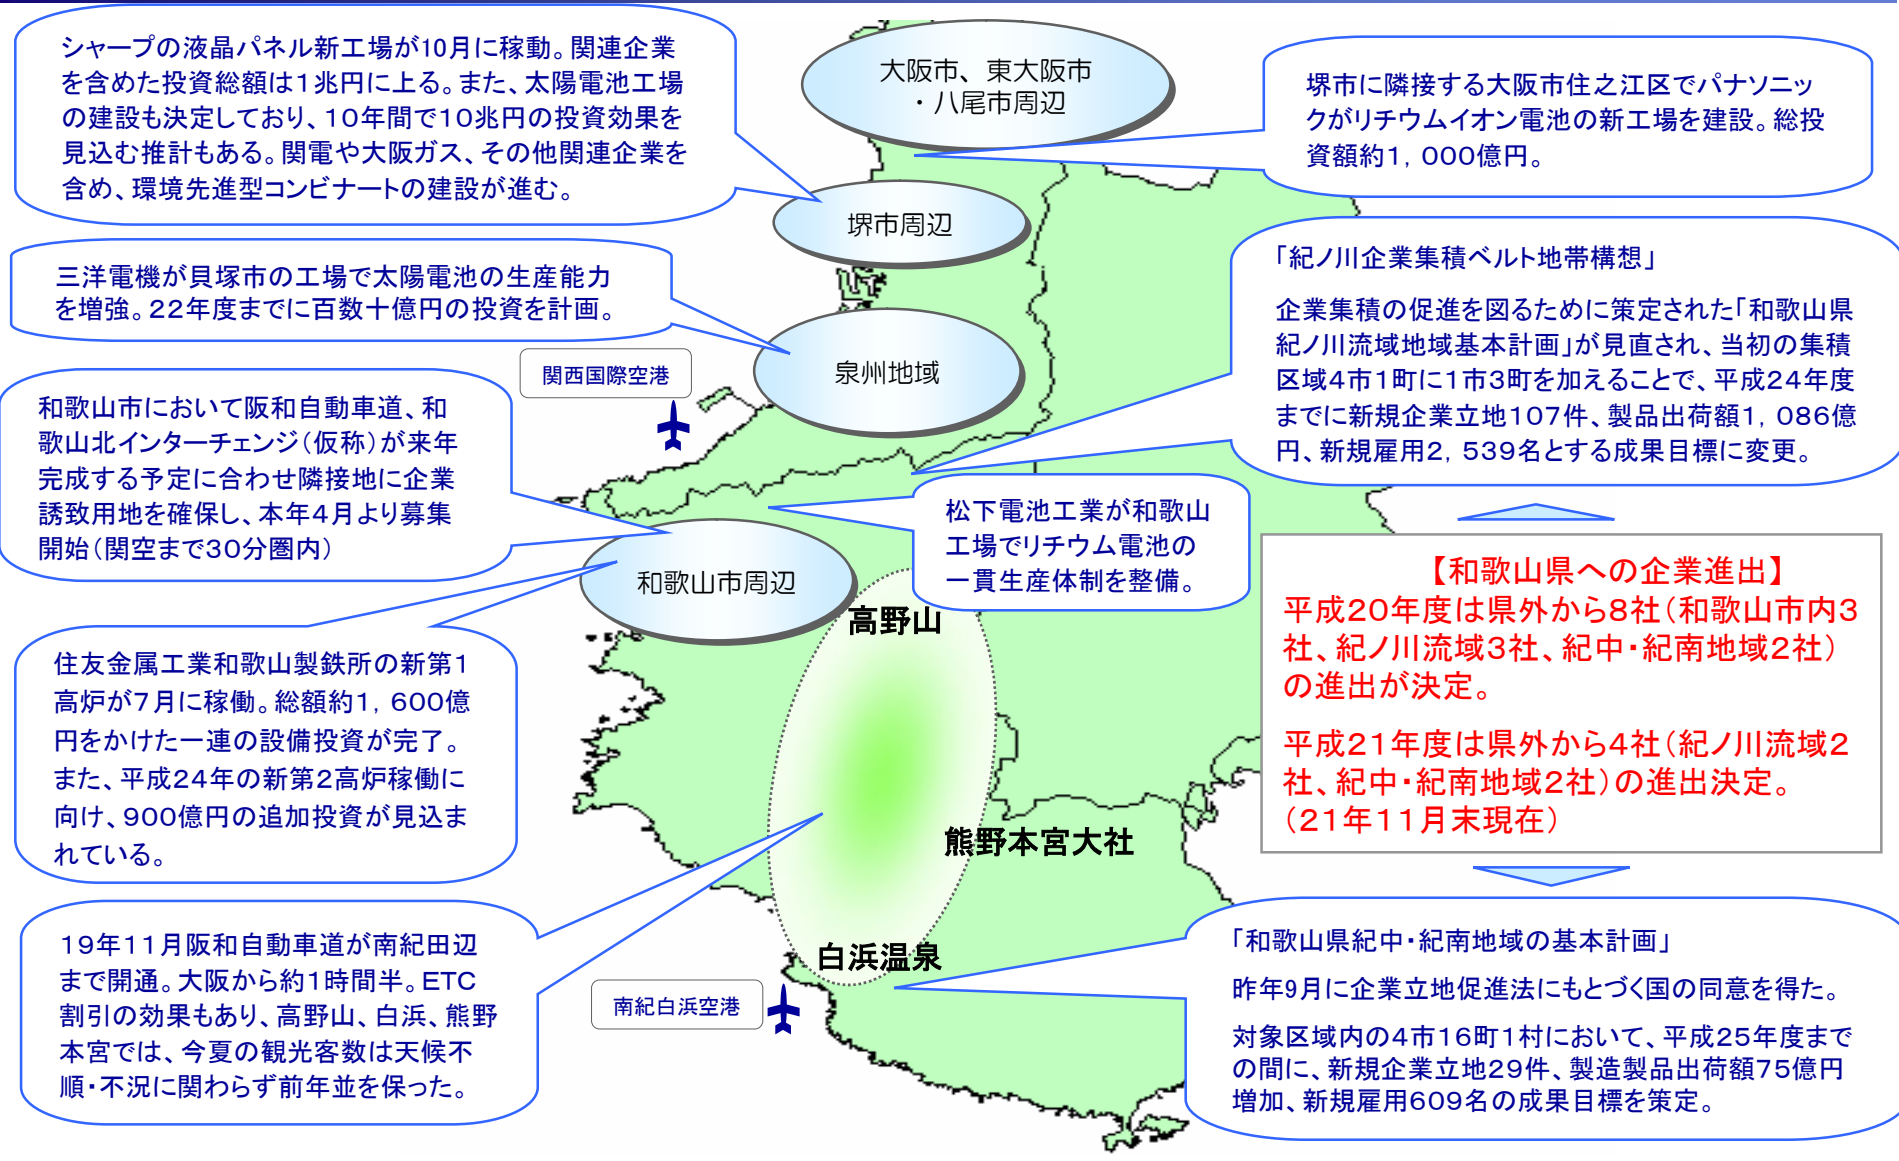 シャープの液晶パネル新工場が10月に稼動。関連企業
を含めた投資総額は1兆円に上る。また、太陽電池工場
の建設も決定しており、10年間で10兆円の投資効果を
見込む推計もある。関電や大阪ガス、その他関連企業を
含め、環境先進型コンビナートの建設が進む。
大阪市、東大阪市
・八尾市周辺
堺市に隣接する大阪市住之江区でパナソニッ
クがリチウムイオン電池の新工場を建設。総投
資額約1,000億円。
堺市周辺
三洋電機が貝塚市の工場で太陽電池の生産能力
を増強。22年度までに百数十億円の投資を計画。
泉州地域
関西国際空港
「紀ノ川企業集積ベルト地帯構想」
企業集積の促進を図るために策定された「和歌山県
紀ノ川流域地域基本計画」が見直され、当初の集積
区域4市1町に1市3町を加えることで、平成24年度
までに新規企業立地107件、製品出荷額1,086億
円、新規雇用2,539名とする成果目標に変更。
和歌山市において阪和自動車道、和
歌山北インターチェンジ(仮称)が来年
完成する予定に合わせ隣接地に企業
誘致用地を確保し、本年4月より募集
開始(関空まで30分圏内)
松下電池工業が和歌山
工場でリチウム電池の
一貫生産体制を整備。
和歌山市周辺
高野山
【和歌山県への企業進出】
平成20年度は県外から8社(和歌山市内3
社、紀ノ川流域3社、紀中・紀南地域2社)
の進出が決定。
平成21年度は県外から4社(紀ノ川流域2
社、紀中・紀南地域2社)の進出決定。
(21年11月末現在)
住友金属工業和歌山製鉄所の新第1
高炉が7月に稼働。総額約1,600億
円をかけた一連の設備投資が完了。
また、平成24年の新第2高炉稼働に
向け、900億円の追加投資が見込ま
れている。
熊野本宮大社
19年11月阪和自動車道が南紀田辺
まで開通。大阪から約1時間半。ETC
割引の効果もあり、高野山、白浜、熊野
本宮では、今夏の観光客数は天候不
順・不況に関わらず前年並を保った。
白浜温泉
南紀白浜空港
「和歌山県紀中・紀南地域の基本計画」
昨年9月に企業立地促進法にもとづく国の同意を得た。
対象区域内の4市16町1村において、平成25年度まで
の間に、新規企業立地29件、製造製品出荷額75億円
増加、新規雇用609名の成果目標を策定。